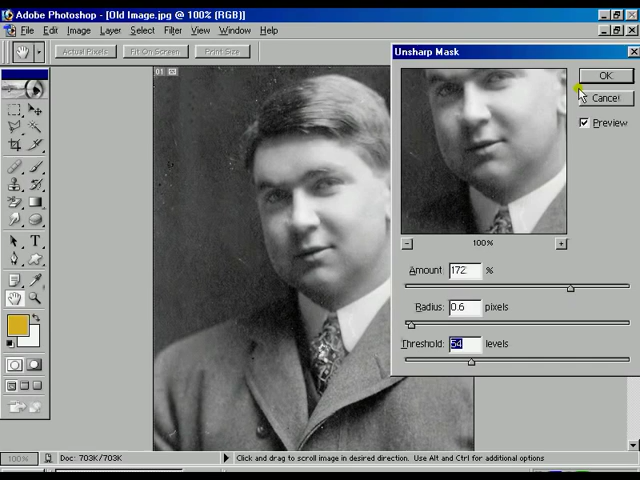 Adobe Photoshop - [Old Image.jpg @ 100% (RGB)]
File Edit Image Layer Select Filter View Window Help
Actual Pixels Fit On Screen Print Size
01
Unsharp Mask
OK
Cancel
Preview
100%
Amount 172 %
Radius: 0.6 pixels
Threshold: 54 levels
T
100% Doc: 703K/703K Click and drag to scroll image in desired direction. Use Alt and Ctrl for additional options